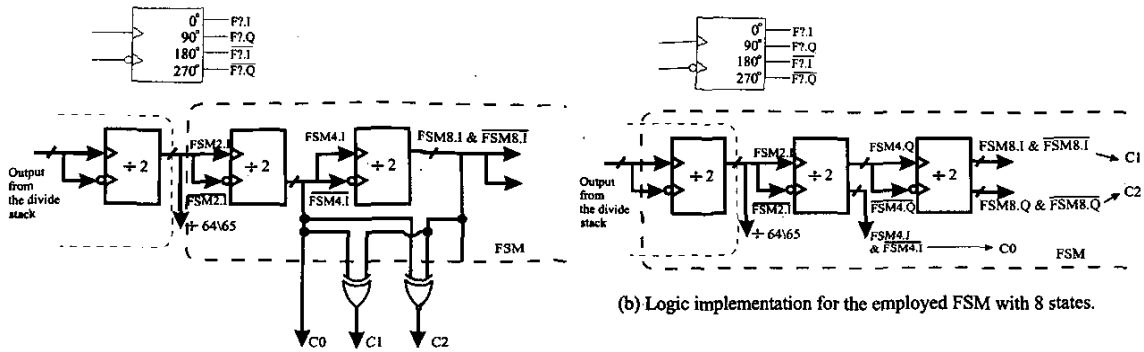 0° F?.I
90° F?.Q
180° F?.I
270° F?.Q
÷ 2
FSM2.I
FSM2.I
÷ 2
FSM4.I
FSM4.I
÷ 2
FSM8.I & FSM8.I
Output
from
the divide
stack
÷ 64\65
FSM
C0
C1
C2
0° F?.I
90° F?.Q
180° F?.I
270° F?.Q
÷ 2
FSM2.I
FSM2.I
÷ 2
FSM4.Q
FSM4.Q
÷ 2
FSM8.I & FSM8.I
C1
FSM8.Q & FSM8.Q
C2
Output
from
the divide
stack
÷ 64\65
FSM4.I
& FSM4.I
C0
FSM
(b) Logic implementation for the employed FSM with 8 states.